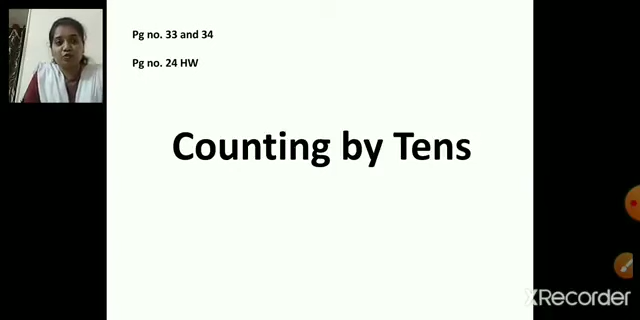 Pg no. 33 and 34
Pg no. 24 HW
Counting by Tens
XRecorder